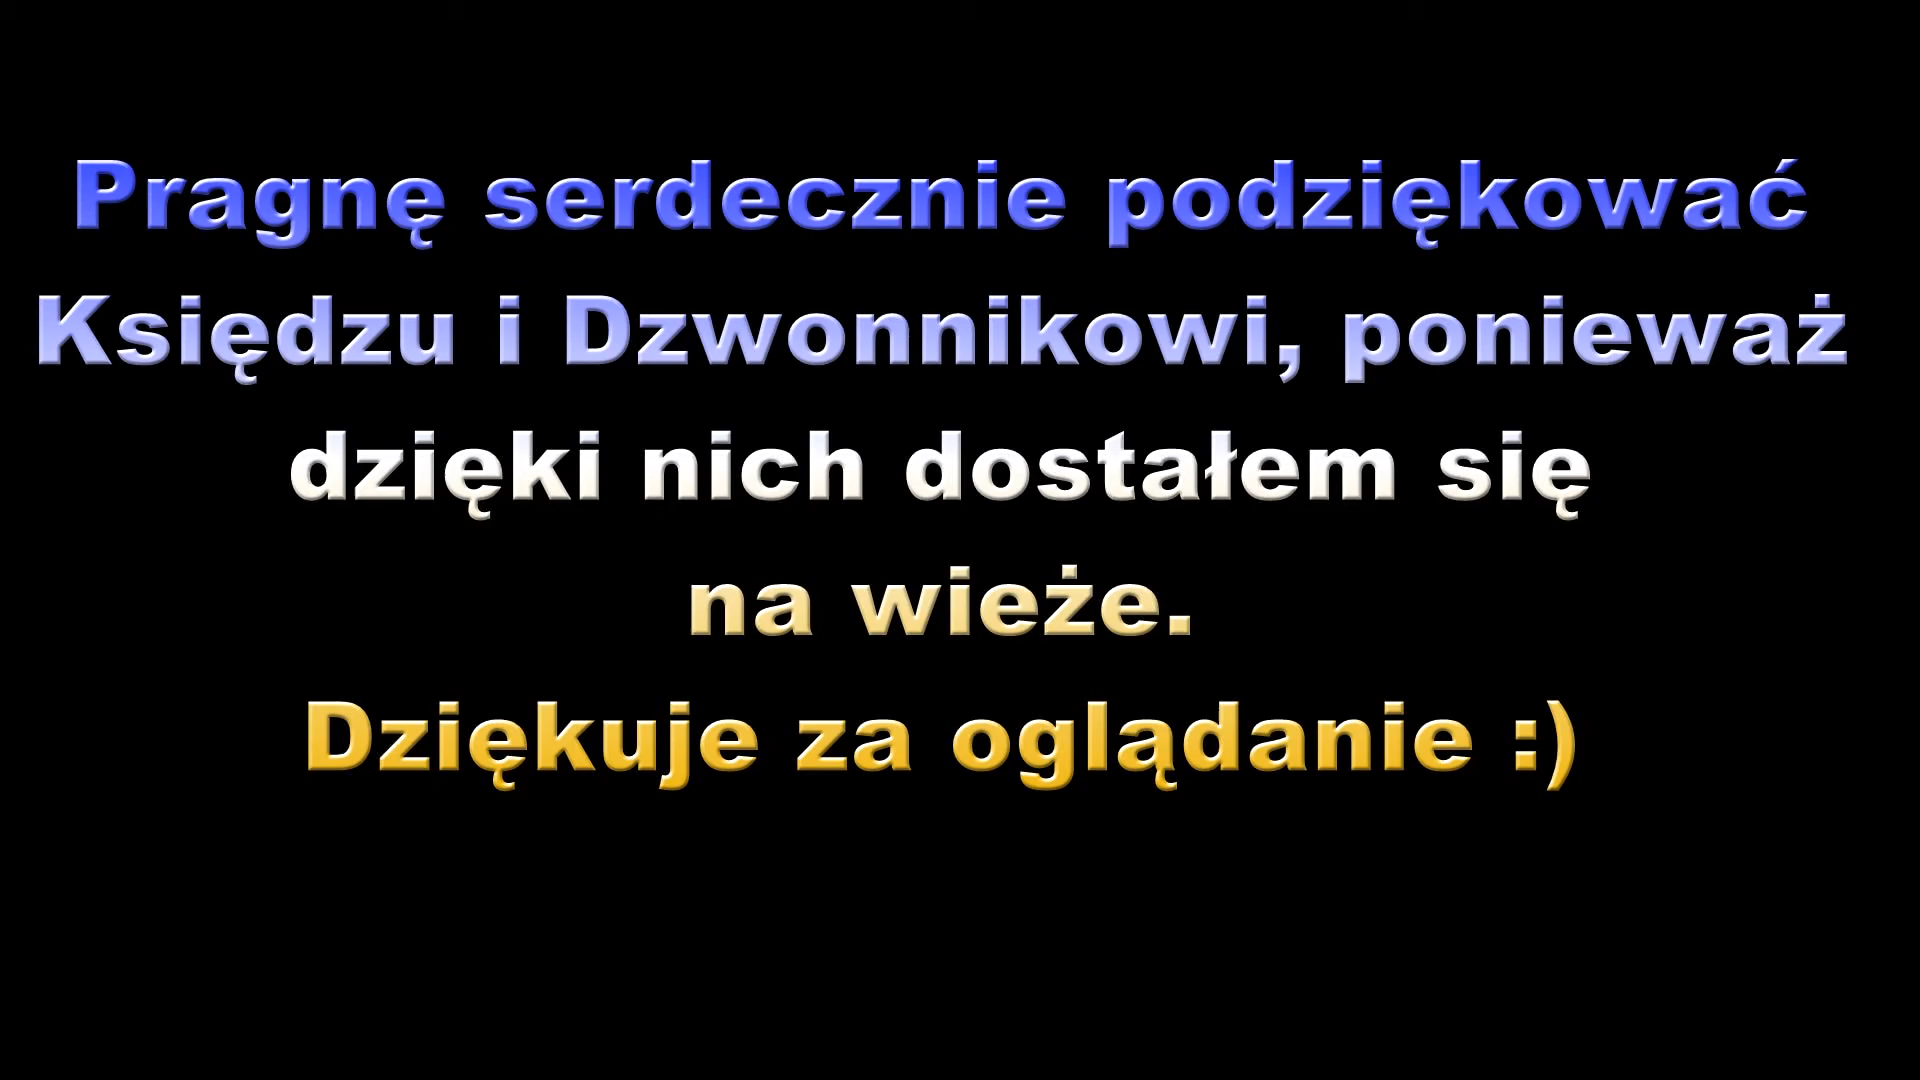 Pragnę serdecznie podziękować
Księdzu i Dzwonnikowi, ponieważ
dzięki nich dostałem się
na wieże.
Dziękuje za oglądanie :)